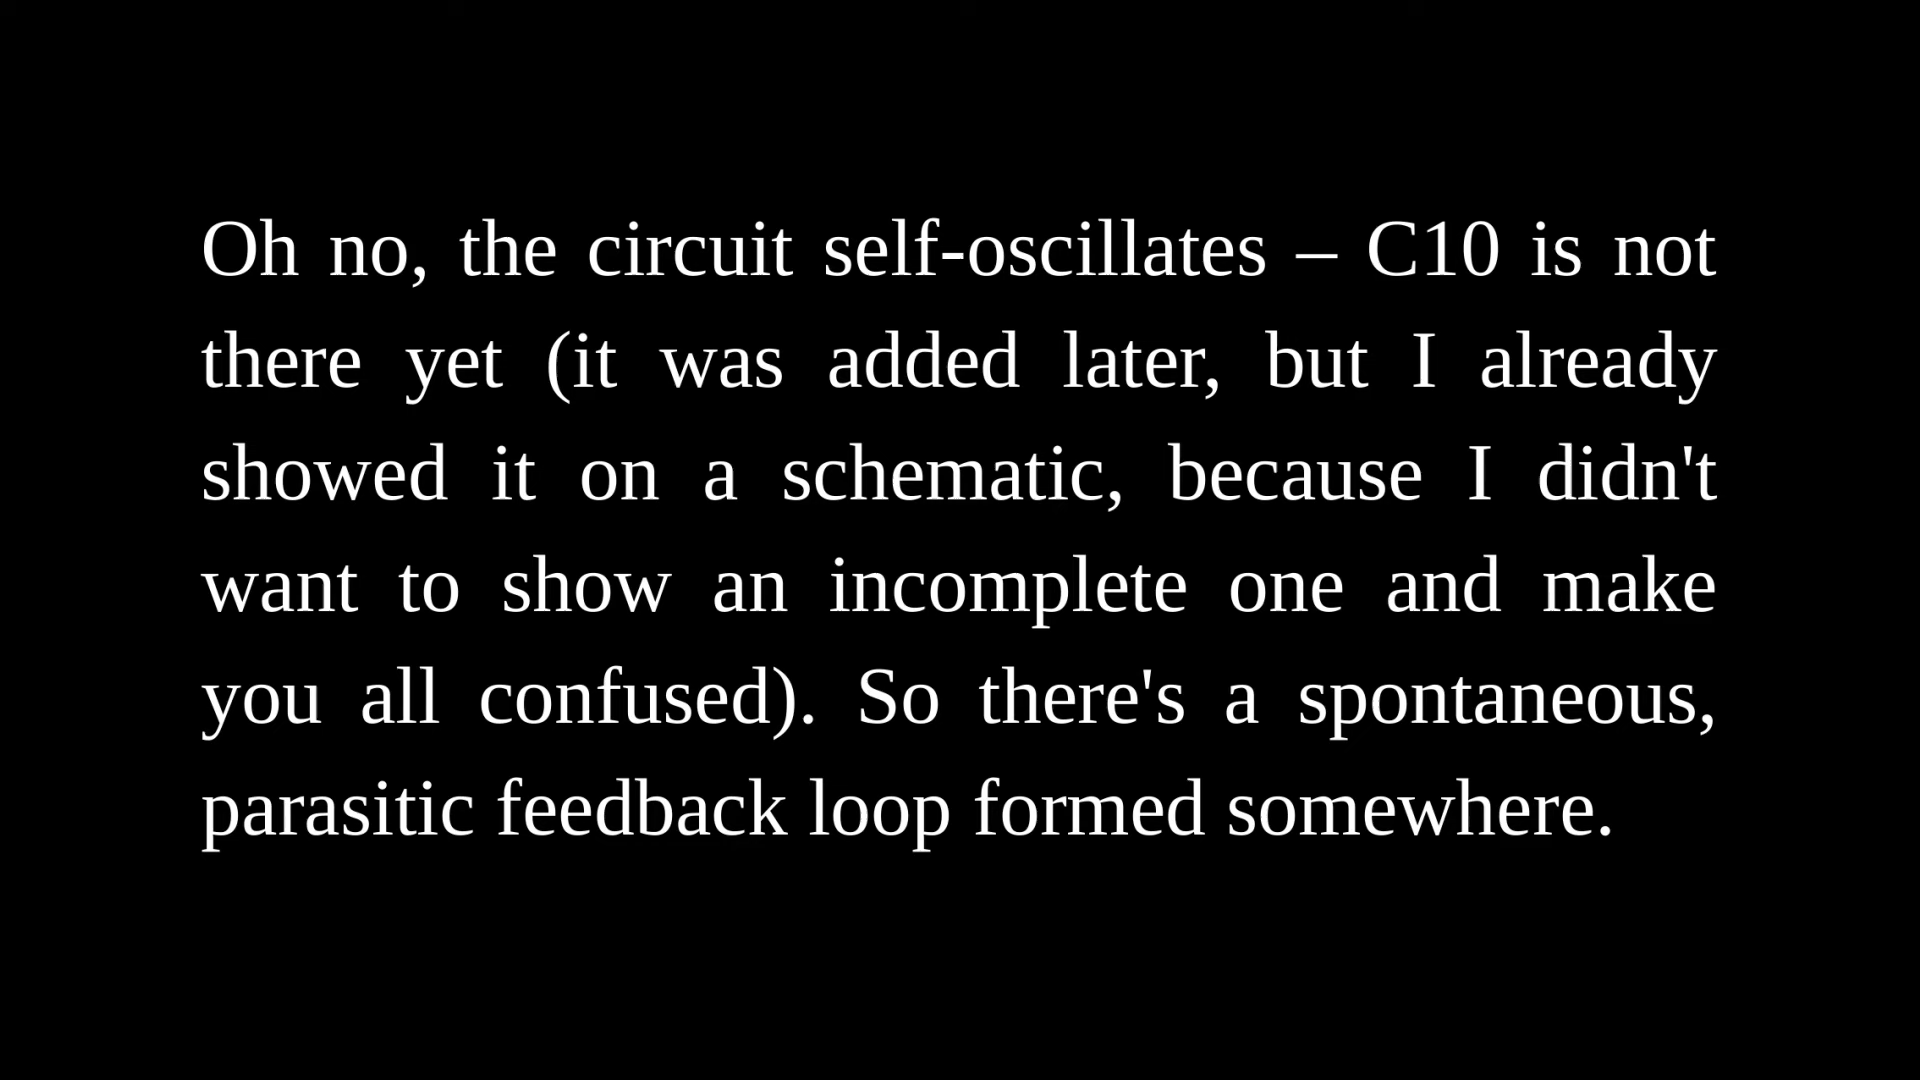 Oh no, the circuit self-oscillates – C10 is not
there yet (it was added later, but I already
showed it on a schematic, because I didn't
want to show an incomplete one and make
you all confused). So there's a spontaneous,
parasitic feedback loop formed somewhere.